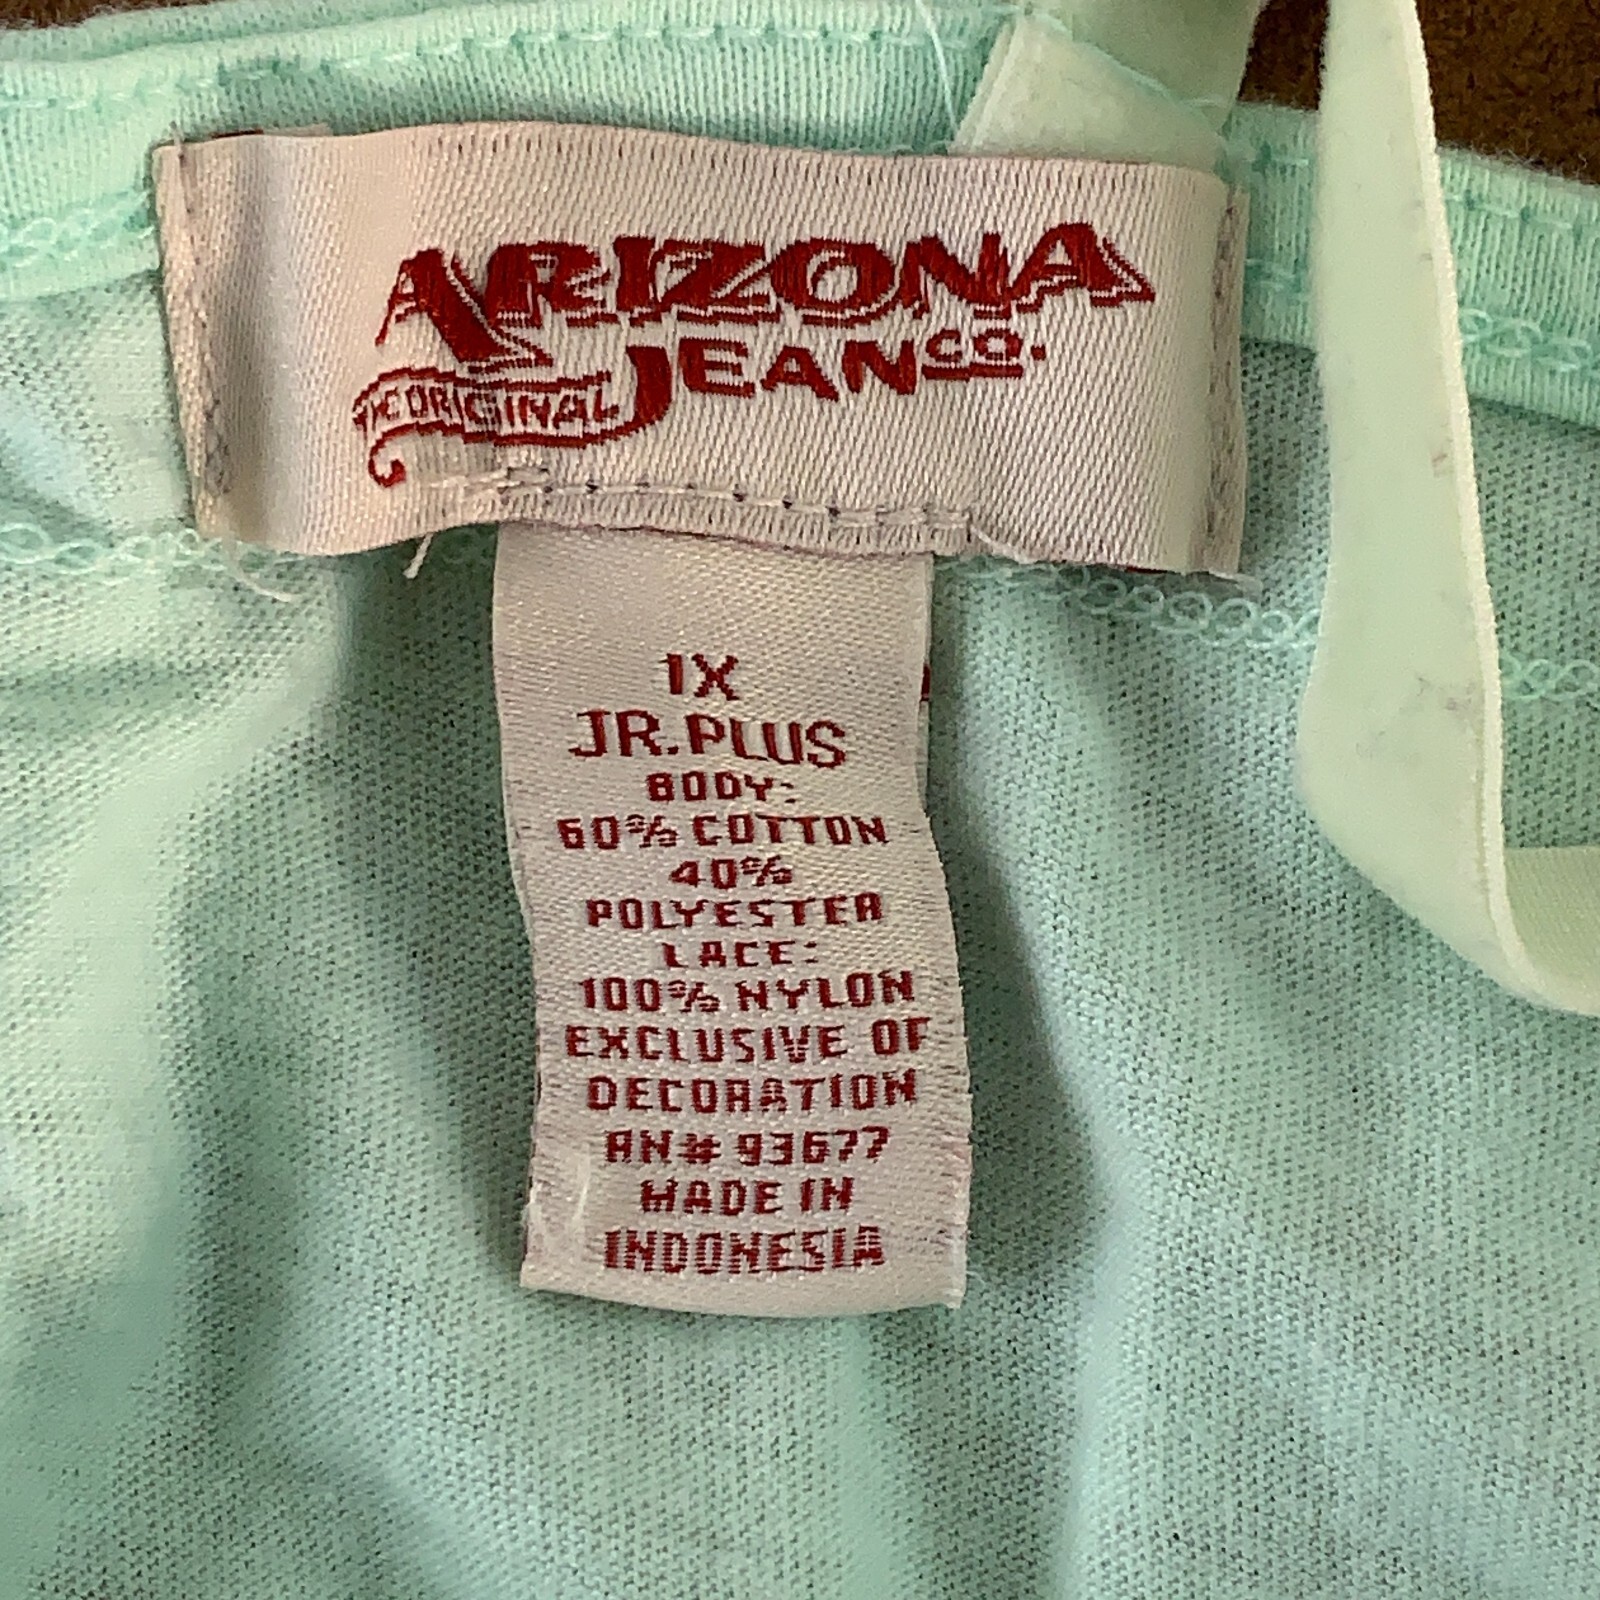 ARIZONA
JEAN CO.
THE ORIGINAL
1X
JR.PLUS
BODY:
60% COTTON
40%
POLYESTER
LACE:
100% NYLON
EXCLUSIVE OF
DECORATION
RN# 93677
MADE IN
INDONESIA